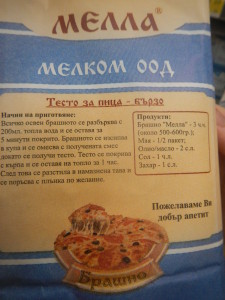 МЕЛЛА®
МЕЛКОМ ООД
Тесто за пица - бързо
Начин на приготвяне:
Всичко освен брашното се разбърква с
200мл. топла вода и се оставя за
5 минути покрито. Брашното се изсипва
в купа и се омесва с получената смес
докато се получи тесто. Тесто се покрива
с кърпа и се оставя на топло за 1 час.
След това се разстила в намазнена тава и
се поръсва с плънка по желание.
Продукти:
Брашно "Мелла" - 3 ч.ч.
(около 500-600гр.);
Мая - 1/2 пакет;
Олио/масло - 2 с.л.
Сол - 1 ч.л.
Захар - 1 с.л.
Пожелаваме Ви
добър апетит
Брашно